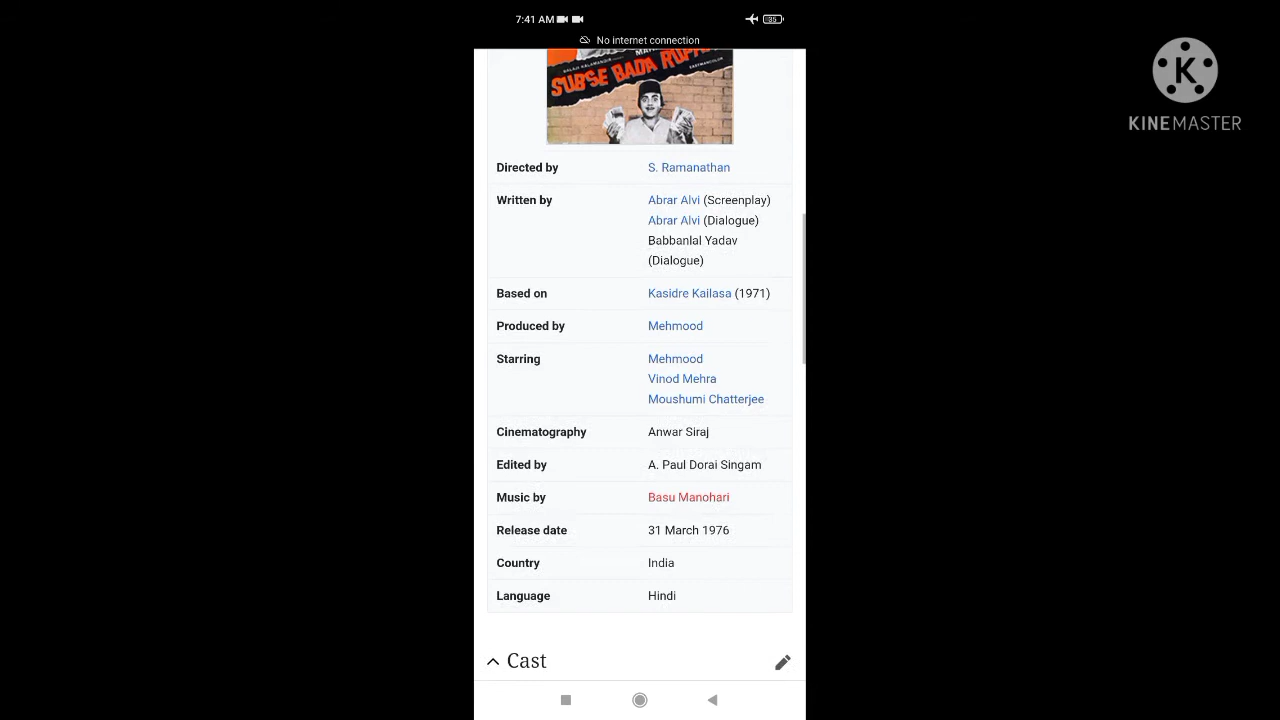 7:41 AM
35
No internet connection
K
KINEMASTER
SUBSE BADA RUPA
EASTMANCOLOR
Directed by S. Ramanathan
Written by Abrar Alvi (Screenplay)
Abrar Alvi (Dialogue)
Babbanlal Yadav
(Dialogue)
Based on Kasidre Kailasa (1971)
Produced by Mehmood
Starring Mehmood
Vinod Mehra
Moushumi Chatterjee
Cinematography Anwar Siraj
Edited by A. Paul Dorai Singam
Music by Basu Manohari
Release date 31 March 1976
Country India
Language Hindi
Cast